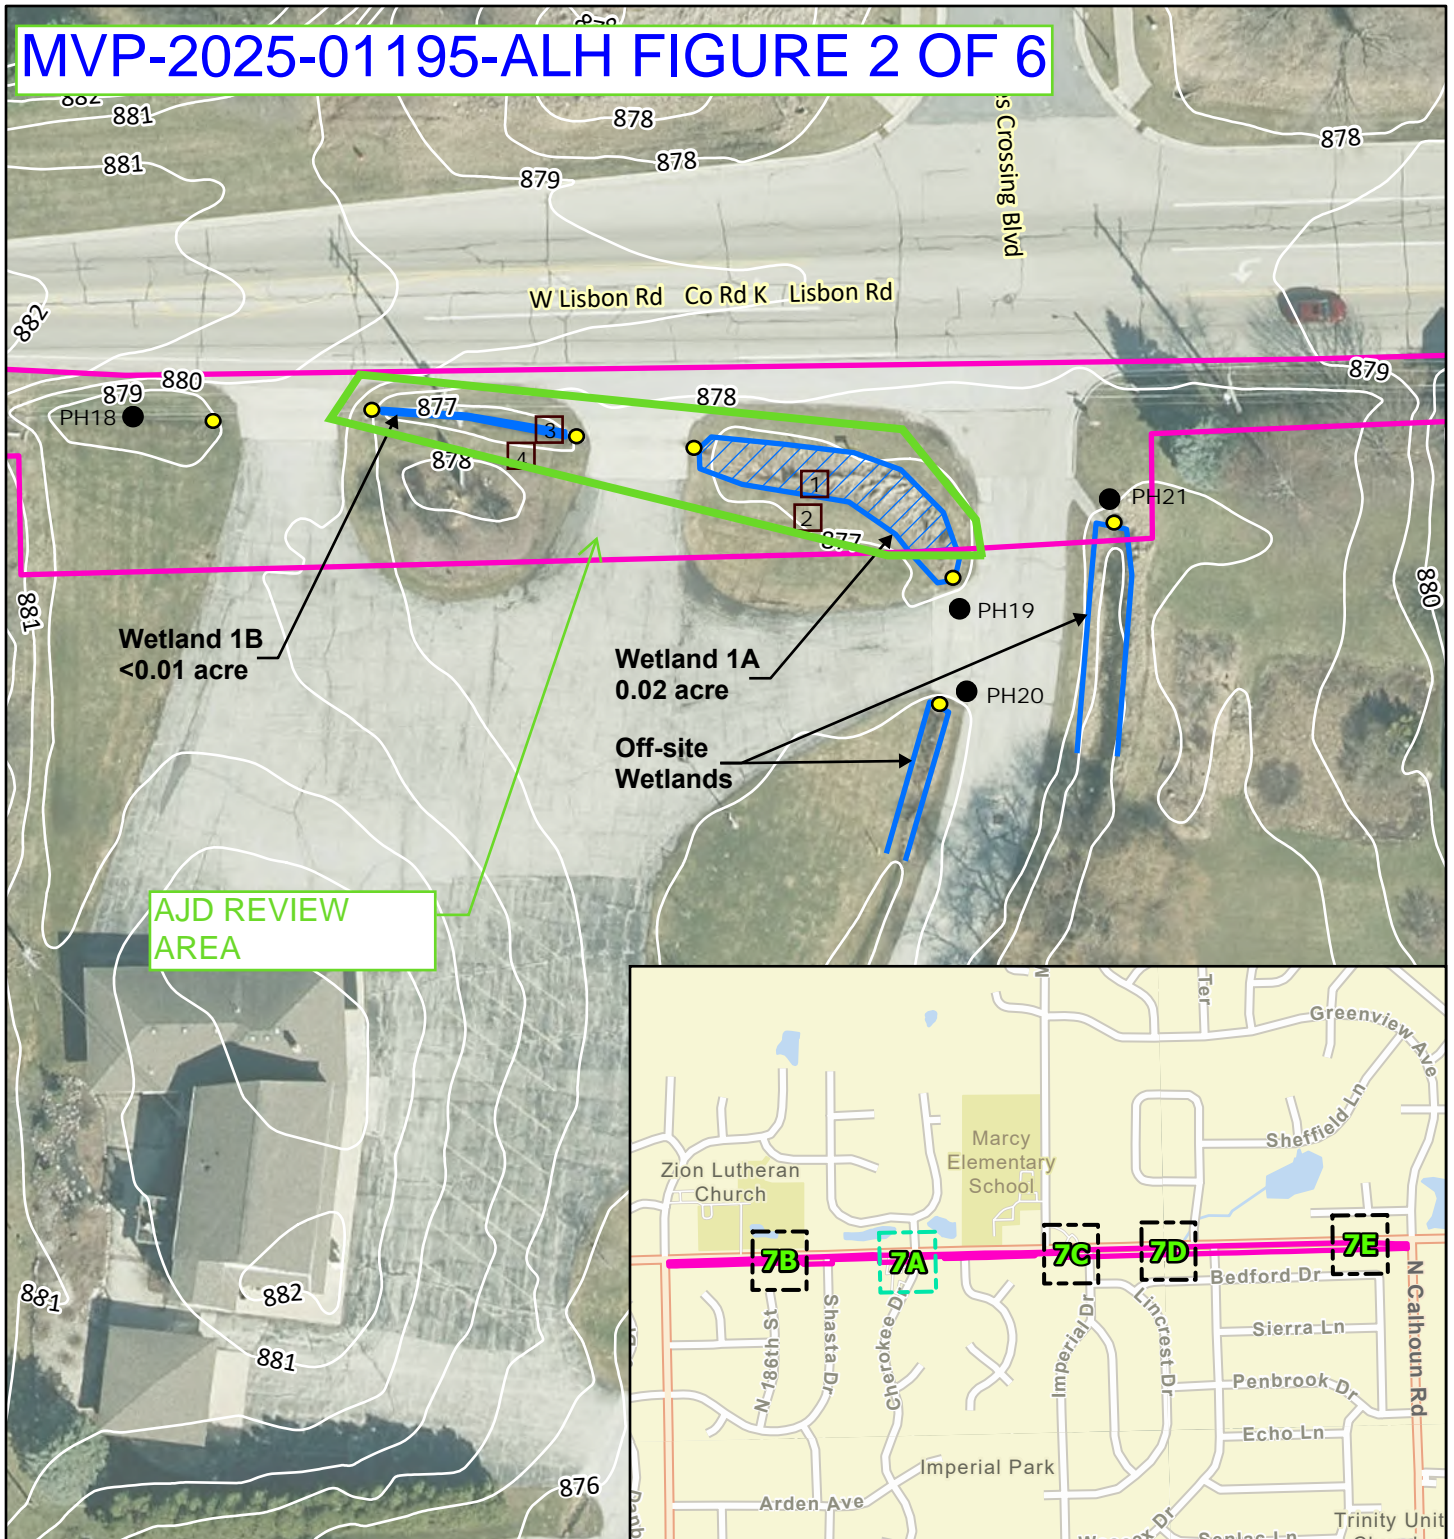 MVP-2025-01195-ALH FIGURE 2 OF 6
882
881
878
878
881
878
879
es Crossing Blvd
W Lisbon Rd Co Rd K Lisbon Rd
882
879
880
879
878
PH18
877
3
4
878
1
2
877
PH21
881
880
PH19
Wetland 1B
<0.01 acre
Wetland 1A
0.02 acre
PH20
Off-site
Wetlands
AJD REVIEW
AREA
882
881
881
876
Ter
Greenview Ave
Sheffield Ln
Marcy
Elementary
School
Zion Lutheran
Church
7B
7A
7C
7D
7E
Bedford Dr
N 186th St
Shasta Dr
Cherokee Dr
Imperial Dr
Lincrest Dr
N Calhoun Rd
Sierra Ln
Penbrook Dr
Echo Ln
Imperial Park
Arden Ave
Trinity Unit